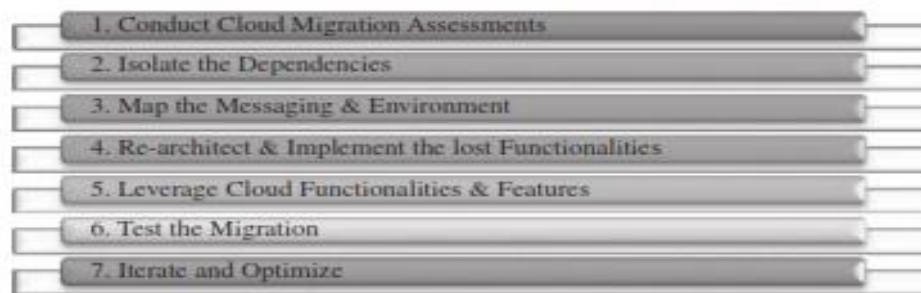 1. Conduct Cloud Migration Assessments
2. Isolate the Dependencies
3. Map the Messaging & Environment
4. Re-architect & Implement the lost Functionalities
5. Leverage Cloud Functionalities & Features
6. Test the Migration
7. Iterate and Optimize